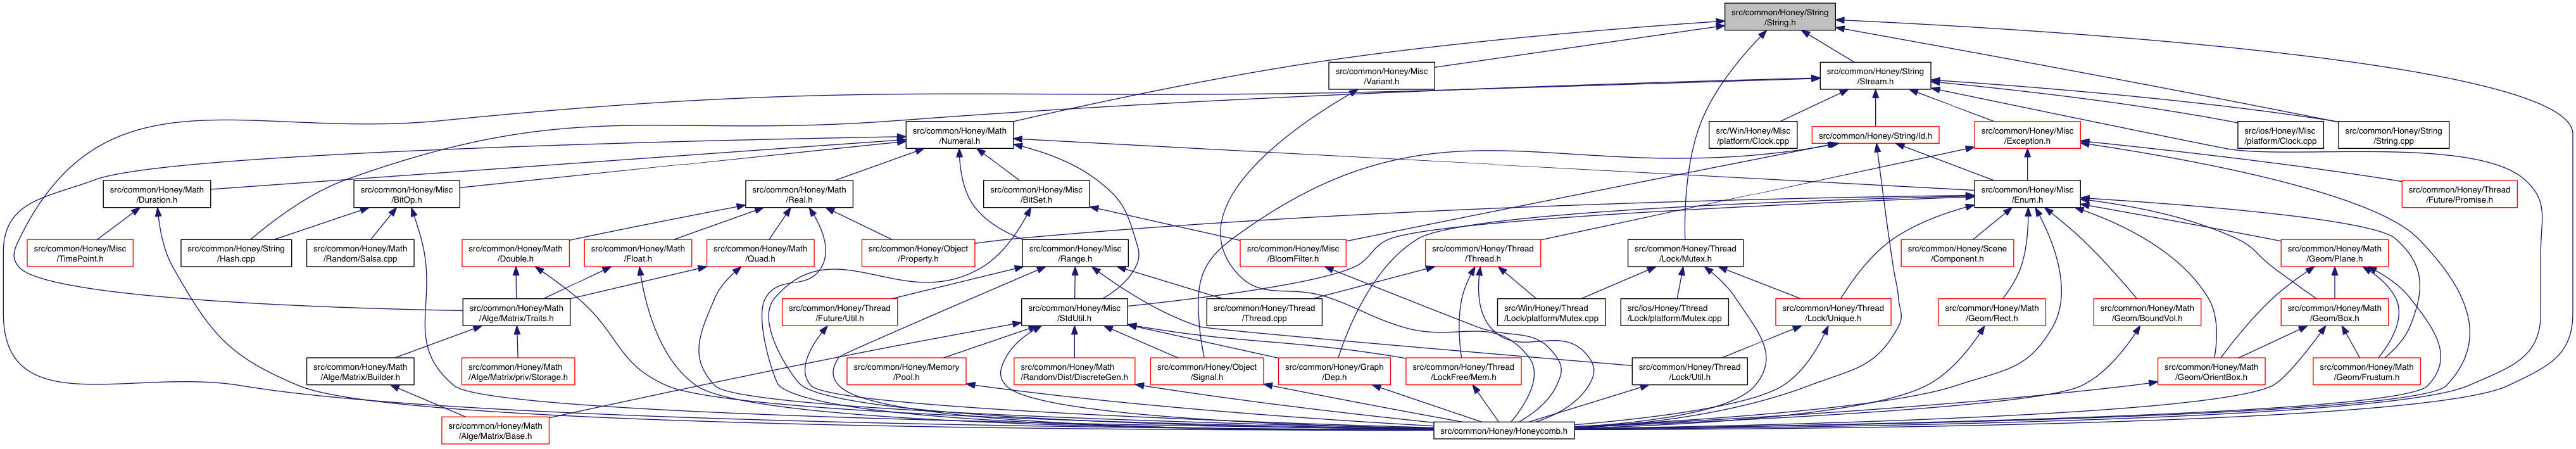 src/common/Honey/String
/String.h
src/common/Honey/Misc
/Variant.h
src/common/Honey/String
/Stream.h
src/common/Honey/Math
/Numeral.h
src/Win/Honey/Misc
/platform/Clock.cpp
src/common/Honey/String/Id.h
src/common/Honey/Misc
/Exception.h
src/ios/Honey/Misc
/platform/Clock.cpp
src/common/Honey/String
/String.cpp
src/common/Honey/Math
/Duration.h
src/common/Honey/Misc
/BitOp.h
src/common/Honey/Math
/Real.h
src/common/Honey/Misc
/BitSet.h
src/common/Honey/Misc
/Enum.h
src/common/Honey/Thread
/Future/Promise.h
src/common/Honey/Misc
/TimePoint.h
src/common/Honey/String
/Hash.cpp
src/common/Honey/Math
/Random/Salsa.cpp
src/common/Honey/Math
/Double.h
src/common/Honey/Math
/Float.h
src/common/Honey/Math
/Quad.h
src/common/Honey/Object
/Property.h
src/common/Honey/Misc
/Range.h
src/common/Honey/Misc
/BloomFilter.h
src/common/Honey/Thread
/Thread.h
src/common/Honey/Thread
/Lock/Mutex.h
src/common/Honey/Scene
/Component.h
src/common/Honey/Math
/Geom/Plane.h
src/common/Honey/Math
/Alge/Matrix/Traits.h
src/common/Honey/Thread
/Future/Util.h
src/common/Honey/Misc
/StdUtil.h
src/common/Honey/Thread
/Thread.cpp
src/Win/Honey/Thread
/Lock/platform/Mutex.cpp
src/ios/Honey/Thread
/Lock/platform/Mutex.cpp
src/common/Honey/Thread
/Lock/Unique.h
src/common/Honey/Math
/Geom/Rect.h
src/common/Honey/Math
/Geom/BoundVol.h
src/common/Honey/Math
/Geom/Box.h
src/common/Honey/Math
/Alge/Matrix/Builder.h
src/common/Honey/Math
/Alge/Matrix/priv/Storage.h
src/common/Honey/Memory
/Pool.h
src/common/Honey/Math
/Random/Dist/DiscreteGen.h
src/common/Honey/Object
/Signal.h
src/common/Honey/Graph
/Dep.h
src/common/Honey/Thread
/LockFree/Mem.h
src/common/Honey/Thread
/Lock/Util.h
src/common/Honey/Math
/Geom/OrientBox.h
src/common/Honey/Math
/Geom/Frustum.h
src/common/Honey/Math
/Alge/Matrix/Base.h
src/common/Honey/Honeycomb.h